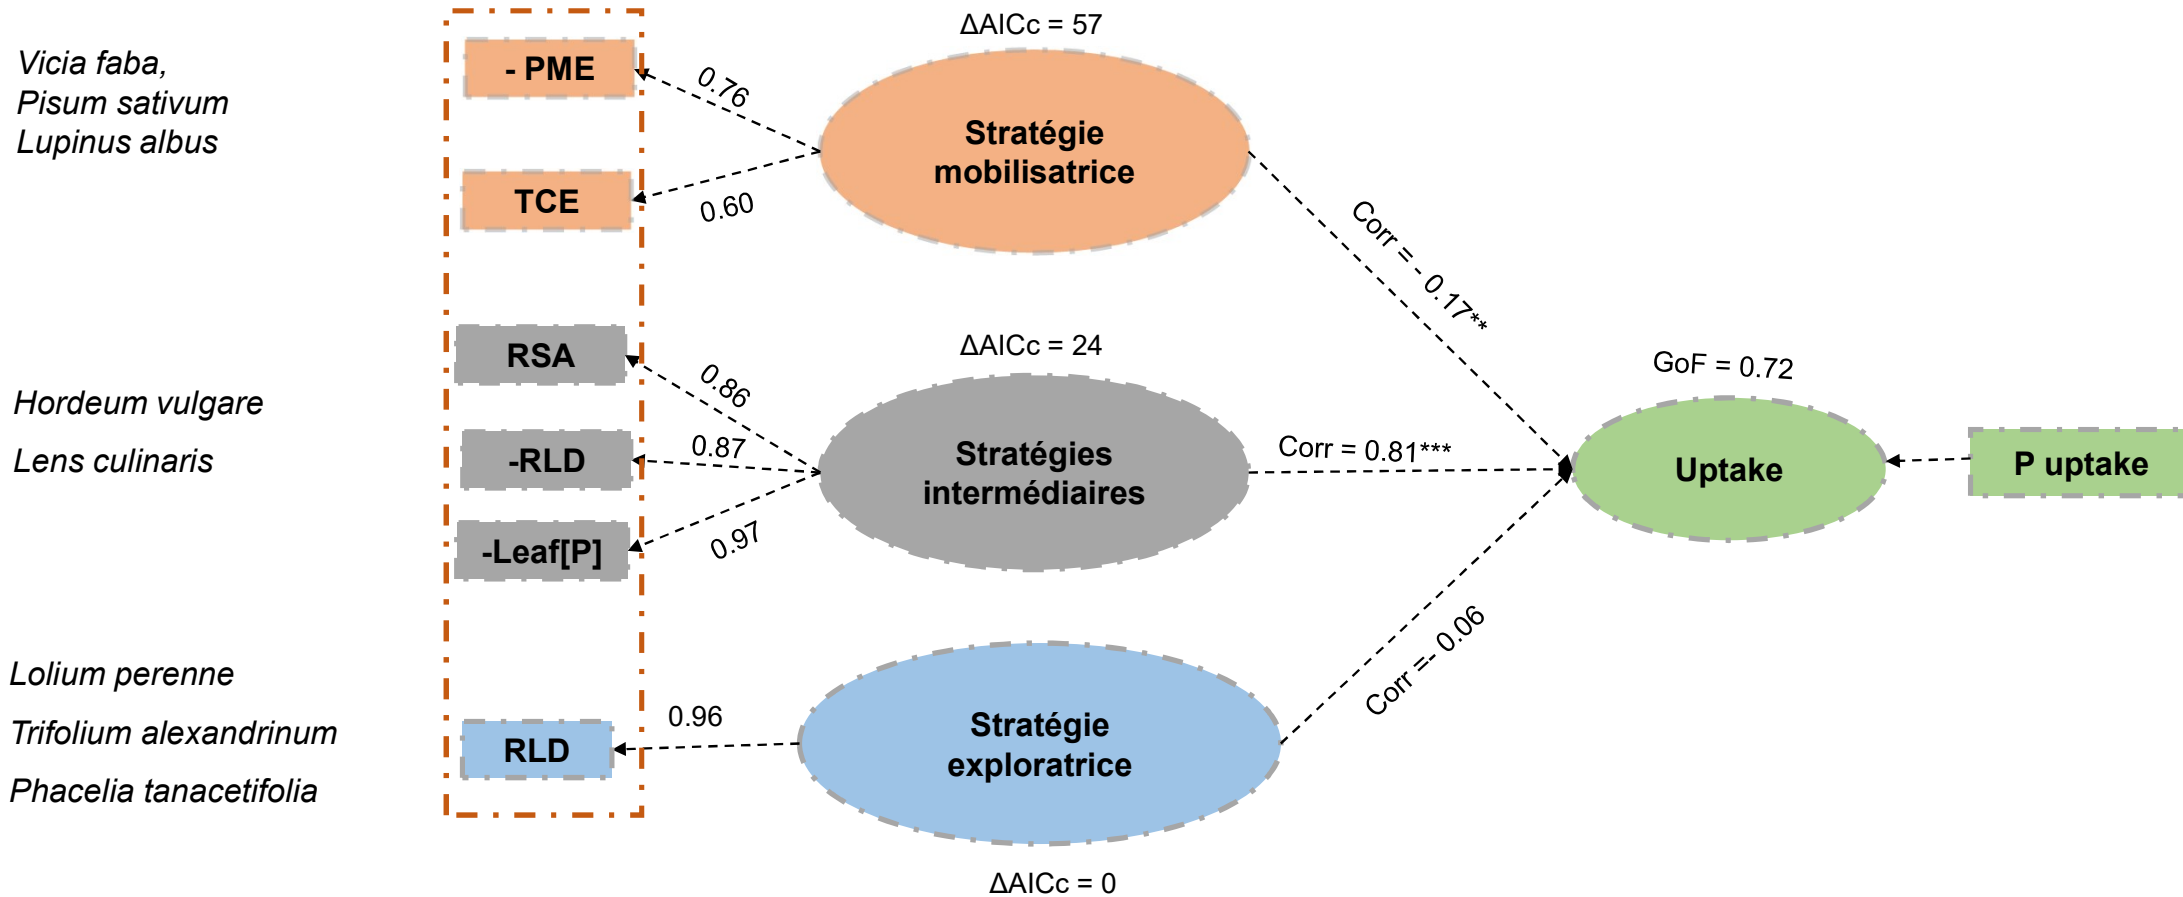 ΔAICc = 57
Vicia faba,
Pisum sativum
Lupinus albus
- PME
0.76
Stratégie
mobilisatrice
TCE
0.60
Corr = - 0.17**
ΔAICc = 24
RSA
0.86
GoF = 0.72
Hordeum vulgare
Lens culinaris
-RLD
0.87
Stratégies
intermédiaires
Corr = 0.81***
Uptake
P uptake
-Leaf[P]
0.97
Lolium perenne
Trifolium alexandrinum
Phacelia tanacetifolia
RLD
0.96
Stratégie
exploratrice
Corr =- 0.06
ΔAICc = 0